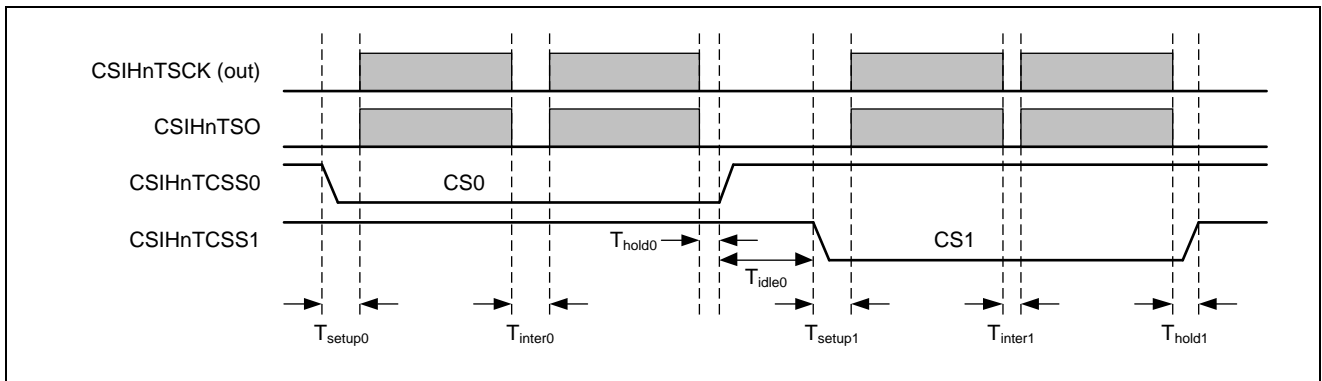 CSIHnTSCK (out)
CSIHnTSO
CSIHnTCSS0
CS0
CSIHnTCSS1
Thold0
CS1
Tidle0
Tsetup0
Tinter0
Tsetup1
Tinter1
Thold1